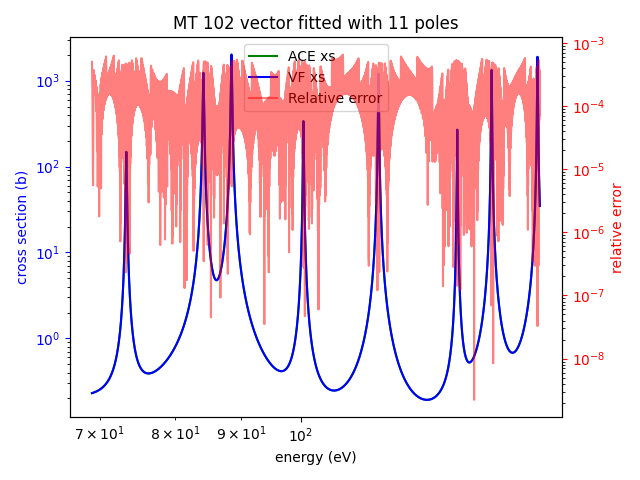 MT 102 vector fitted with 11 poles
ACE xs
VF xs
Relative error
cross section (b)
10³
10²
10¹
10⁰
relative error
10⁻³
10⁻⁴
10⁻⁵
10⁻⁶
10⁻⁷
10⁻⁸
7 × 10¹ 8 × 10¹ 9 × 10¹ 10²
energy (eV)